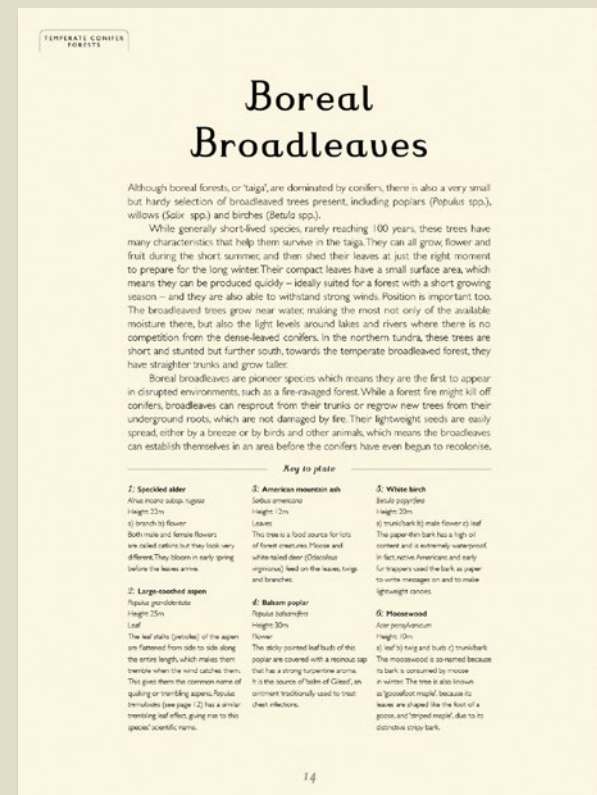 TEMPERATE CONIFER
FORESTS
Boreal
Broadleaves
Although boreal forests, or 'taiga', are dominated by conifers, there is also a very small
but hardy selection of broadleaved trees present, including poplars (Populus spp.),
willows (Salix spp.) and birches (Betula spp.).
While generally short-lived species, rarely reaching 100 years, these trees have
many characteristics that help them survive in the taiga. They can all grow, flower and
fruit during the short summer, and then shed their leaves at just the right moment
to prepare for the long winter. Their compact leaves have a small surface area, which
means they can be produced quickly – ideally suited for a forest with a short growing
season – and they are also able to withstand strong winds. Position is important too.
The broadleaved trees grow near water, making the most not only of the available
moisture there, but also the light levels around lakes and rivers where there is no
competition from the dense-leaved conifers. In the northern tundra, these trees are
short and stunted but further south, towards the temperate broadleaved forest, they
have straighter trunks and grow taller.
Boreal broadleaves are pioneer species which means they are the first to appear
in disrupted environments, such as a fire-ravaged forest. While a forest fire might kill off
conifers, broadleaves can resprout from their trunks or regrow new trees from their
underground roots, which are not damaged by fire. Their lightweight seeds are easily
spread, either by a breeze or by birds and other animals, which means the broadleaves
can establish themselves in an area before the conifers have even begun to recolonise.
Key to plate
1: Speckled alder
Alnus incana subsp. rugosa
Height: 22m
a) branch b) flower
Both male and female flowers
are called catkins but they look very
different. They bloom in early spring
before the leaves arrive.
2: Large-toothed aspen
Populus grandidentata
Height: 25m
Leaf
The leaf stalks (petioles) of the aspen
are flattened from side to side along
the entire length, which makes them
tremble when the wind catches them.
This gives them the common name of
quaking or trembling aspens. Populus
tremuloides (see page 12) has a similar
trembling leaf effect, giving rise to this
species' scientific name.
3: American mountain ash
Sorbus americana
Height: 12m
Leaves
This tree is a food source for lots
of forest creatures. Moose and
white-tailed deer (Odocoileus
virginianus) feed on the leaves, twigs
and branches.
4: Balsam poplar
Populus balsamifera
Height: 30m
Flower
The sticky pointed leaf buds of this
poplar are covered with a resinous sap
that has a strong turpentine aroma.
It is the source of 'balm of Gilead', an
ointment traditionally used to treat
chest infections.
5: White birch
Betula papyrifera
Height: 20m
a) trunk/bark b) male flower c) leaf
The paper-thin bark has a high oil
content and is extremely waterproof.
In fact, native Americans and early
fur trappers used the bark as paper
to write messages on and to make
lightweight canoes.
6: Moosewood
Acer pensylvanicum
Height: 10m
a) leaf b) twig and buds c) trunk/bark
The moosewood is so-named because
its bark is consumed by moose
in winter. The tree is also known
as 'goosefoot maple', because its
leaves are shaped like the foot of a
goose, and 'striped maple', due to its
distinctive stripy bark.
14